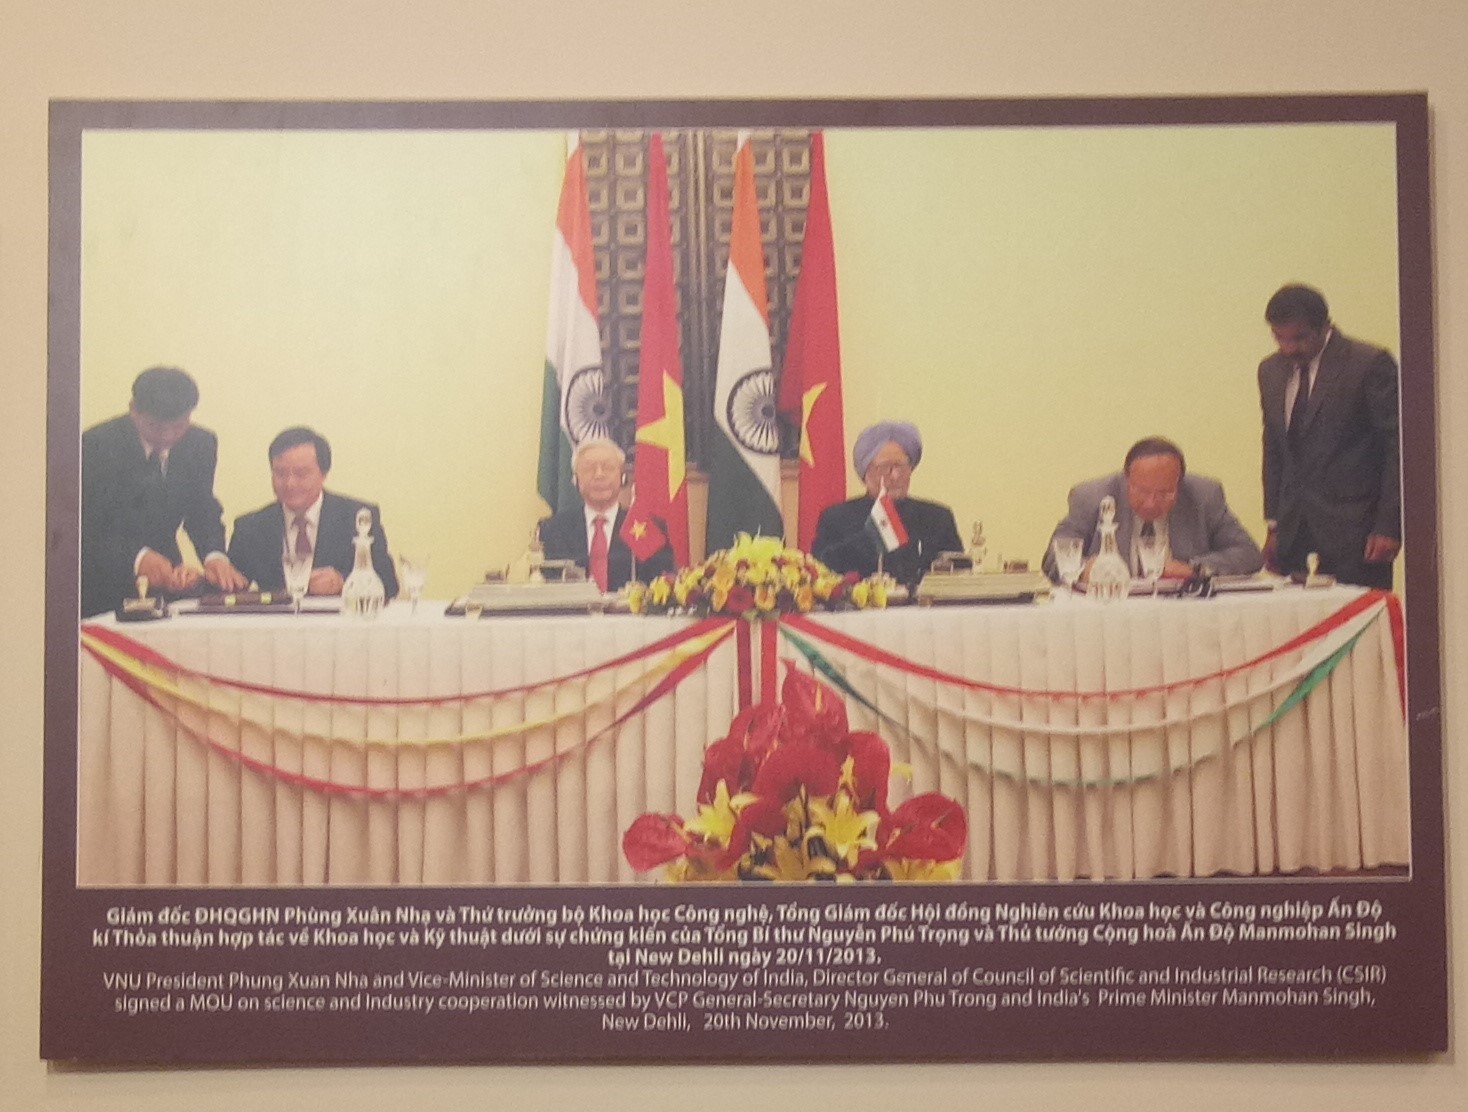 Giám đốc ĐHQGHN Phùng Xuân Nhạ và Thứ trưởng bộ Khoa học Công nghệ, Tổng Giám đốc Hội đồng Nghiên cứu Khoa học và Công nghiệp Ấn Độ
kí Thỏa thuận hợp tác về Khoa học và Kỹ thuật dưới sự chứng kiến của Tổng Bí thư Nguyễn Phú Trọng và Thủ tướng Cộng hoà Ấn Độ Manmohan Singh
tại New Dehli ngày 20/11/2013.
VNU President Phung Xuan Nha and Vice-Minister of Science and Technology of India, Director General of Council of Scientific and Industrial Research (CSIR)
signed a MOU on science and Industry cooperation witnessed by VCP General-Secretary Nguyen Phu Trong and India's Prime Minister Manmohan Singh,
New Dehli, 20th November, 2013.